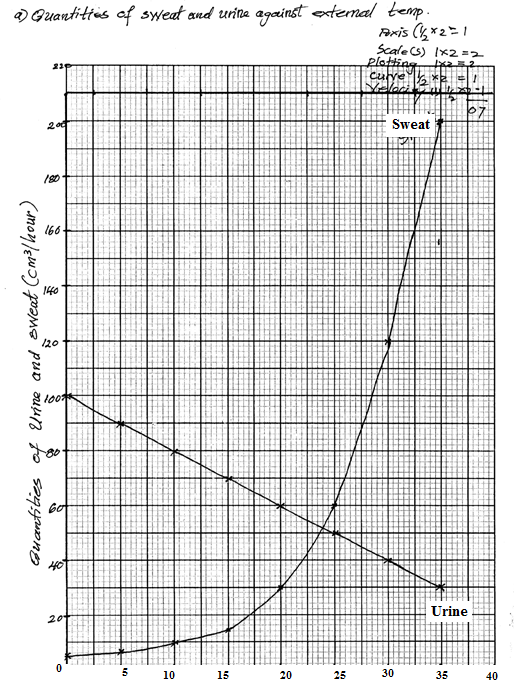 a) Quantities of sweat and urine against external temp.
Axis (½ x 2 = 1
Scale (s) 1 x 2 = 2
Plotting 1 x 2 = 2
Curve ½ x 2 = 1
07
Sweat
200
180
160
140
120
100
80
60
40
20
0
Quantities of Urine and sweat (cm³/hour)
Urine
5 10 15 20 25 30 35 40